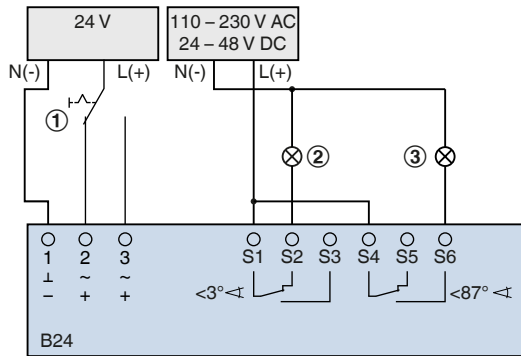 24 V
110 – 230 V AC
24 – 48 V DC
N(-) L(+) N(-) L(+)
① ② ③
1 2 3 S1 S2 S3 S4 S5 S6
⊥ ~ ~
− + + <3° <87°
B24